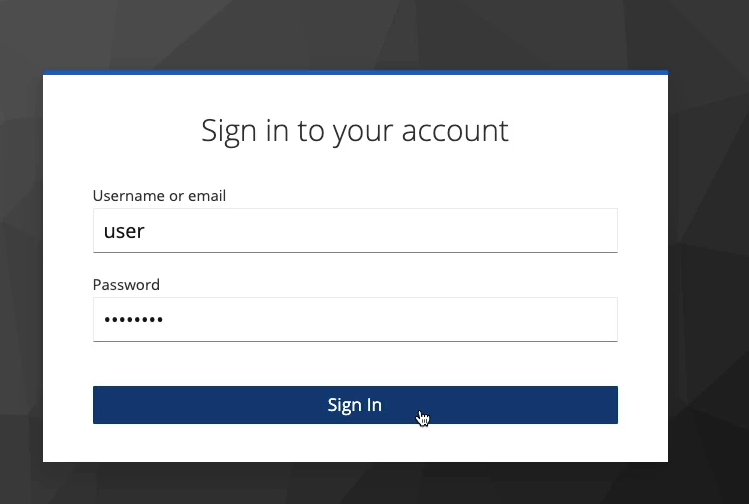 Sign in to your account
Username or email
user
Password
••••••••
Sign In